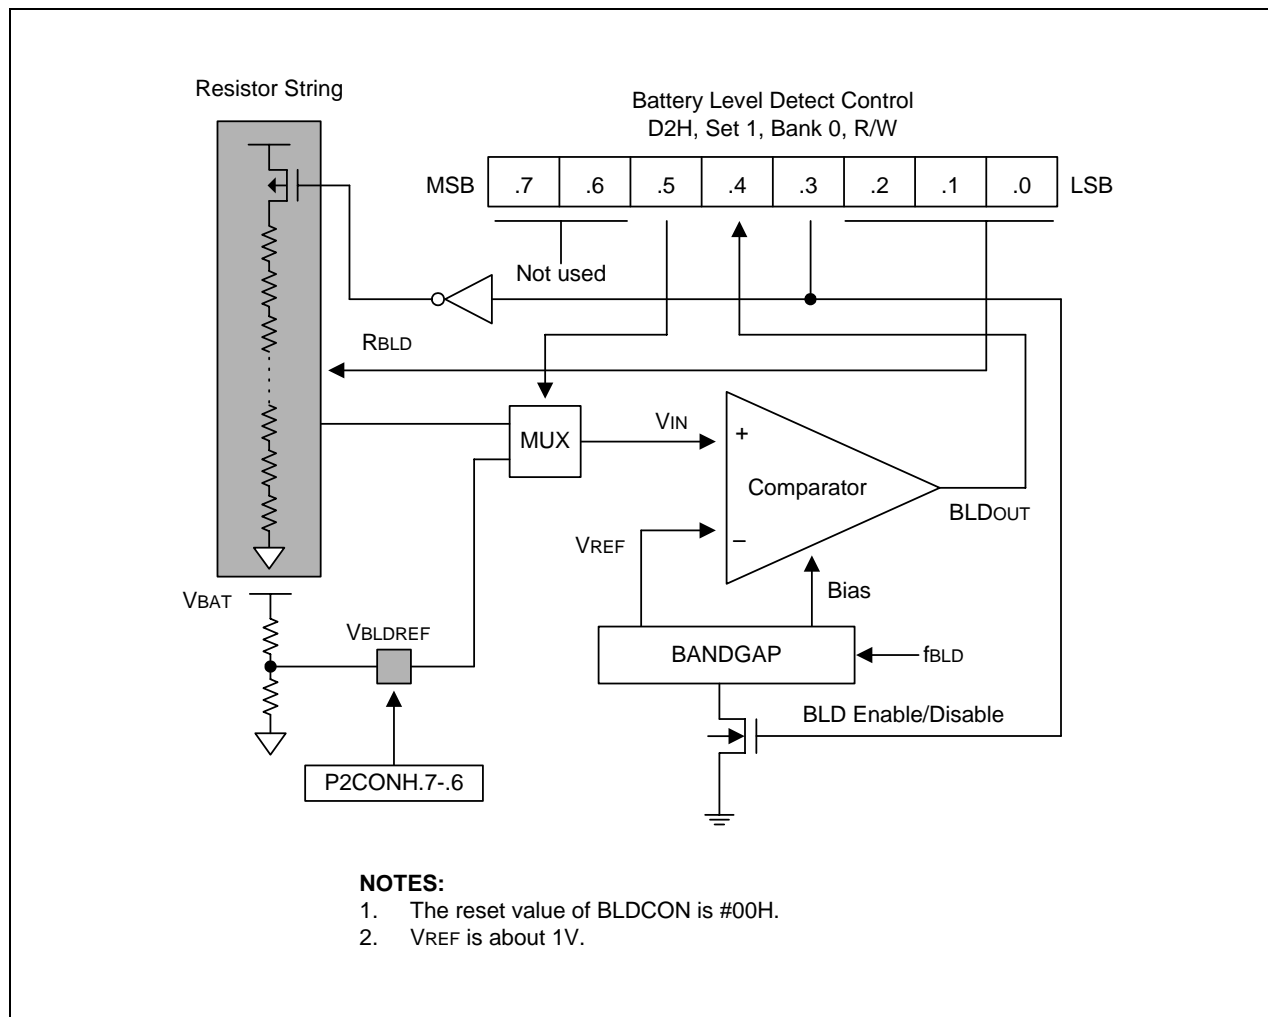 Resistor String
Battery Level Detect Control
D2H, Set 1, Bank 0, R/W
MSB .7 .6 .5 .4 .3 .2 .1 .0 LSB
Not used
RBLD
MUX
VIN
+
Comparator
BLDOUT
VREF
–
Bias
VBAT
VBLDREF
BANDGAP
fBLD
BLD Enable/Disable
P2CONH.7-.6
NOTES:
1. The reset value of BLDCON is #00H.
2. VREF is about 1V.